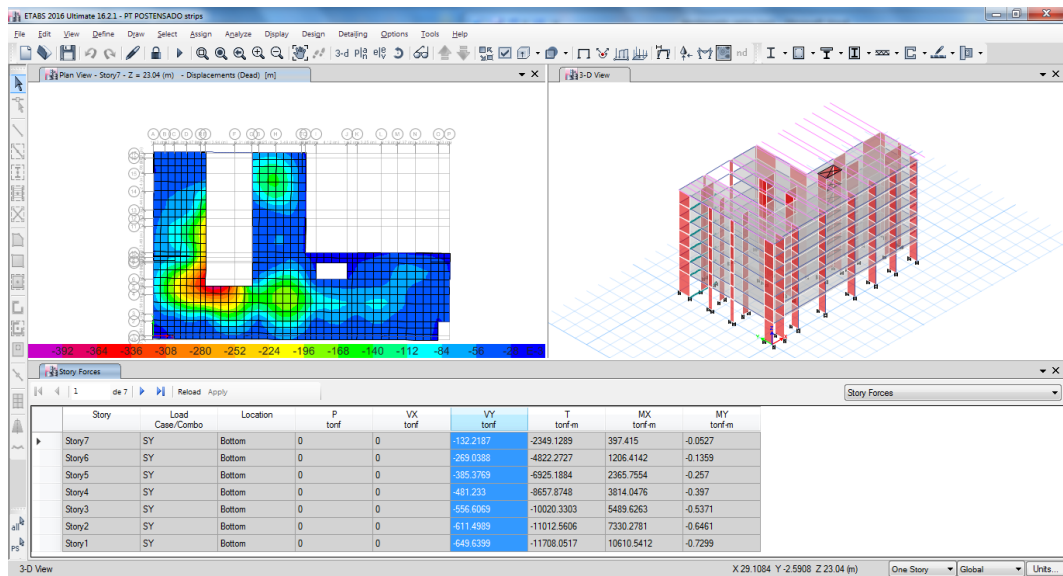 ETABS 2016 Ultimate 16.2.1 - PT POSTENSADO strips
File Edit View Define Draw Select Assign Analyze Display Design Detailing Options Tools Help
3-d nd
Plan View - Story7 - Z = 23.04 (m) - Displacements (Dead) [m]
3-D View
-392 -364 -336 -308 -280 -252 -224 -196 -168 -140 -112 -84 -56
Story Forces
1 de 7 Reload Apply Story Forces
Story Load Case/Combo Location P tonf VX tonf VY tonf T tonf-m MX tonf-m MY tonf-m
Story7 SY Bottom 0 0 -132.2187 -2349.1289 397.415 -0.0527
Story6 SY Bottom 0 0 -269.0388 -4822.2727 1206.4142 -0.1359
Story5 SY Bottom 0 0 -385.3769 -6925.1884 2365.7554 -0.257
Story4 SY Bottom 0 0 -481.233 -8657.8748 3814.0476 -0.397
Story3 SY Bottom 0 0 -556.6069 -10020.3303 5489.6263 -0.5371
Story2 SY Bottom 0 0 -611.4989 -11012.5606 7330.2781 -0.6461
Story1 SY Bottom 0 0 -649.6399 -11708.0517 10610.5412 -0.7299
all
PS
3-D View X 29.1084 Y -2.5908 Z 23.04 (m) One Story Global Units...